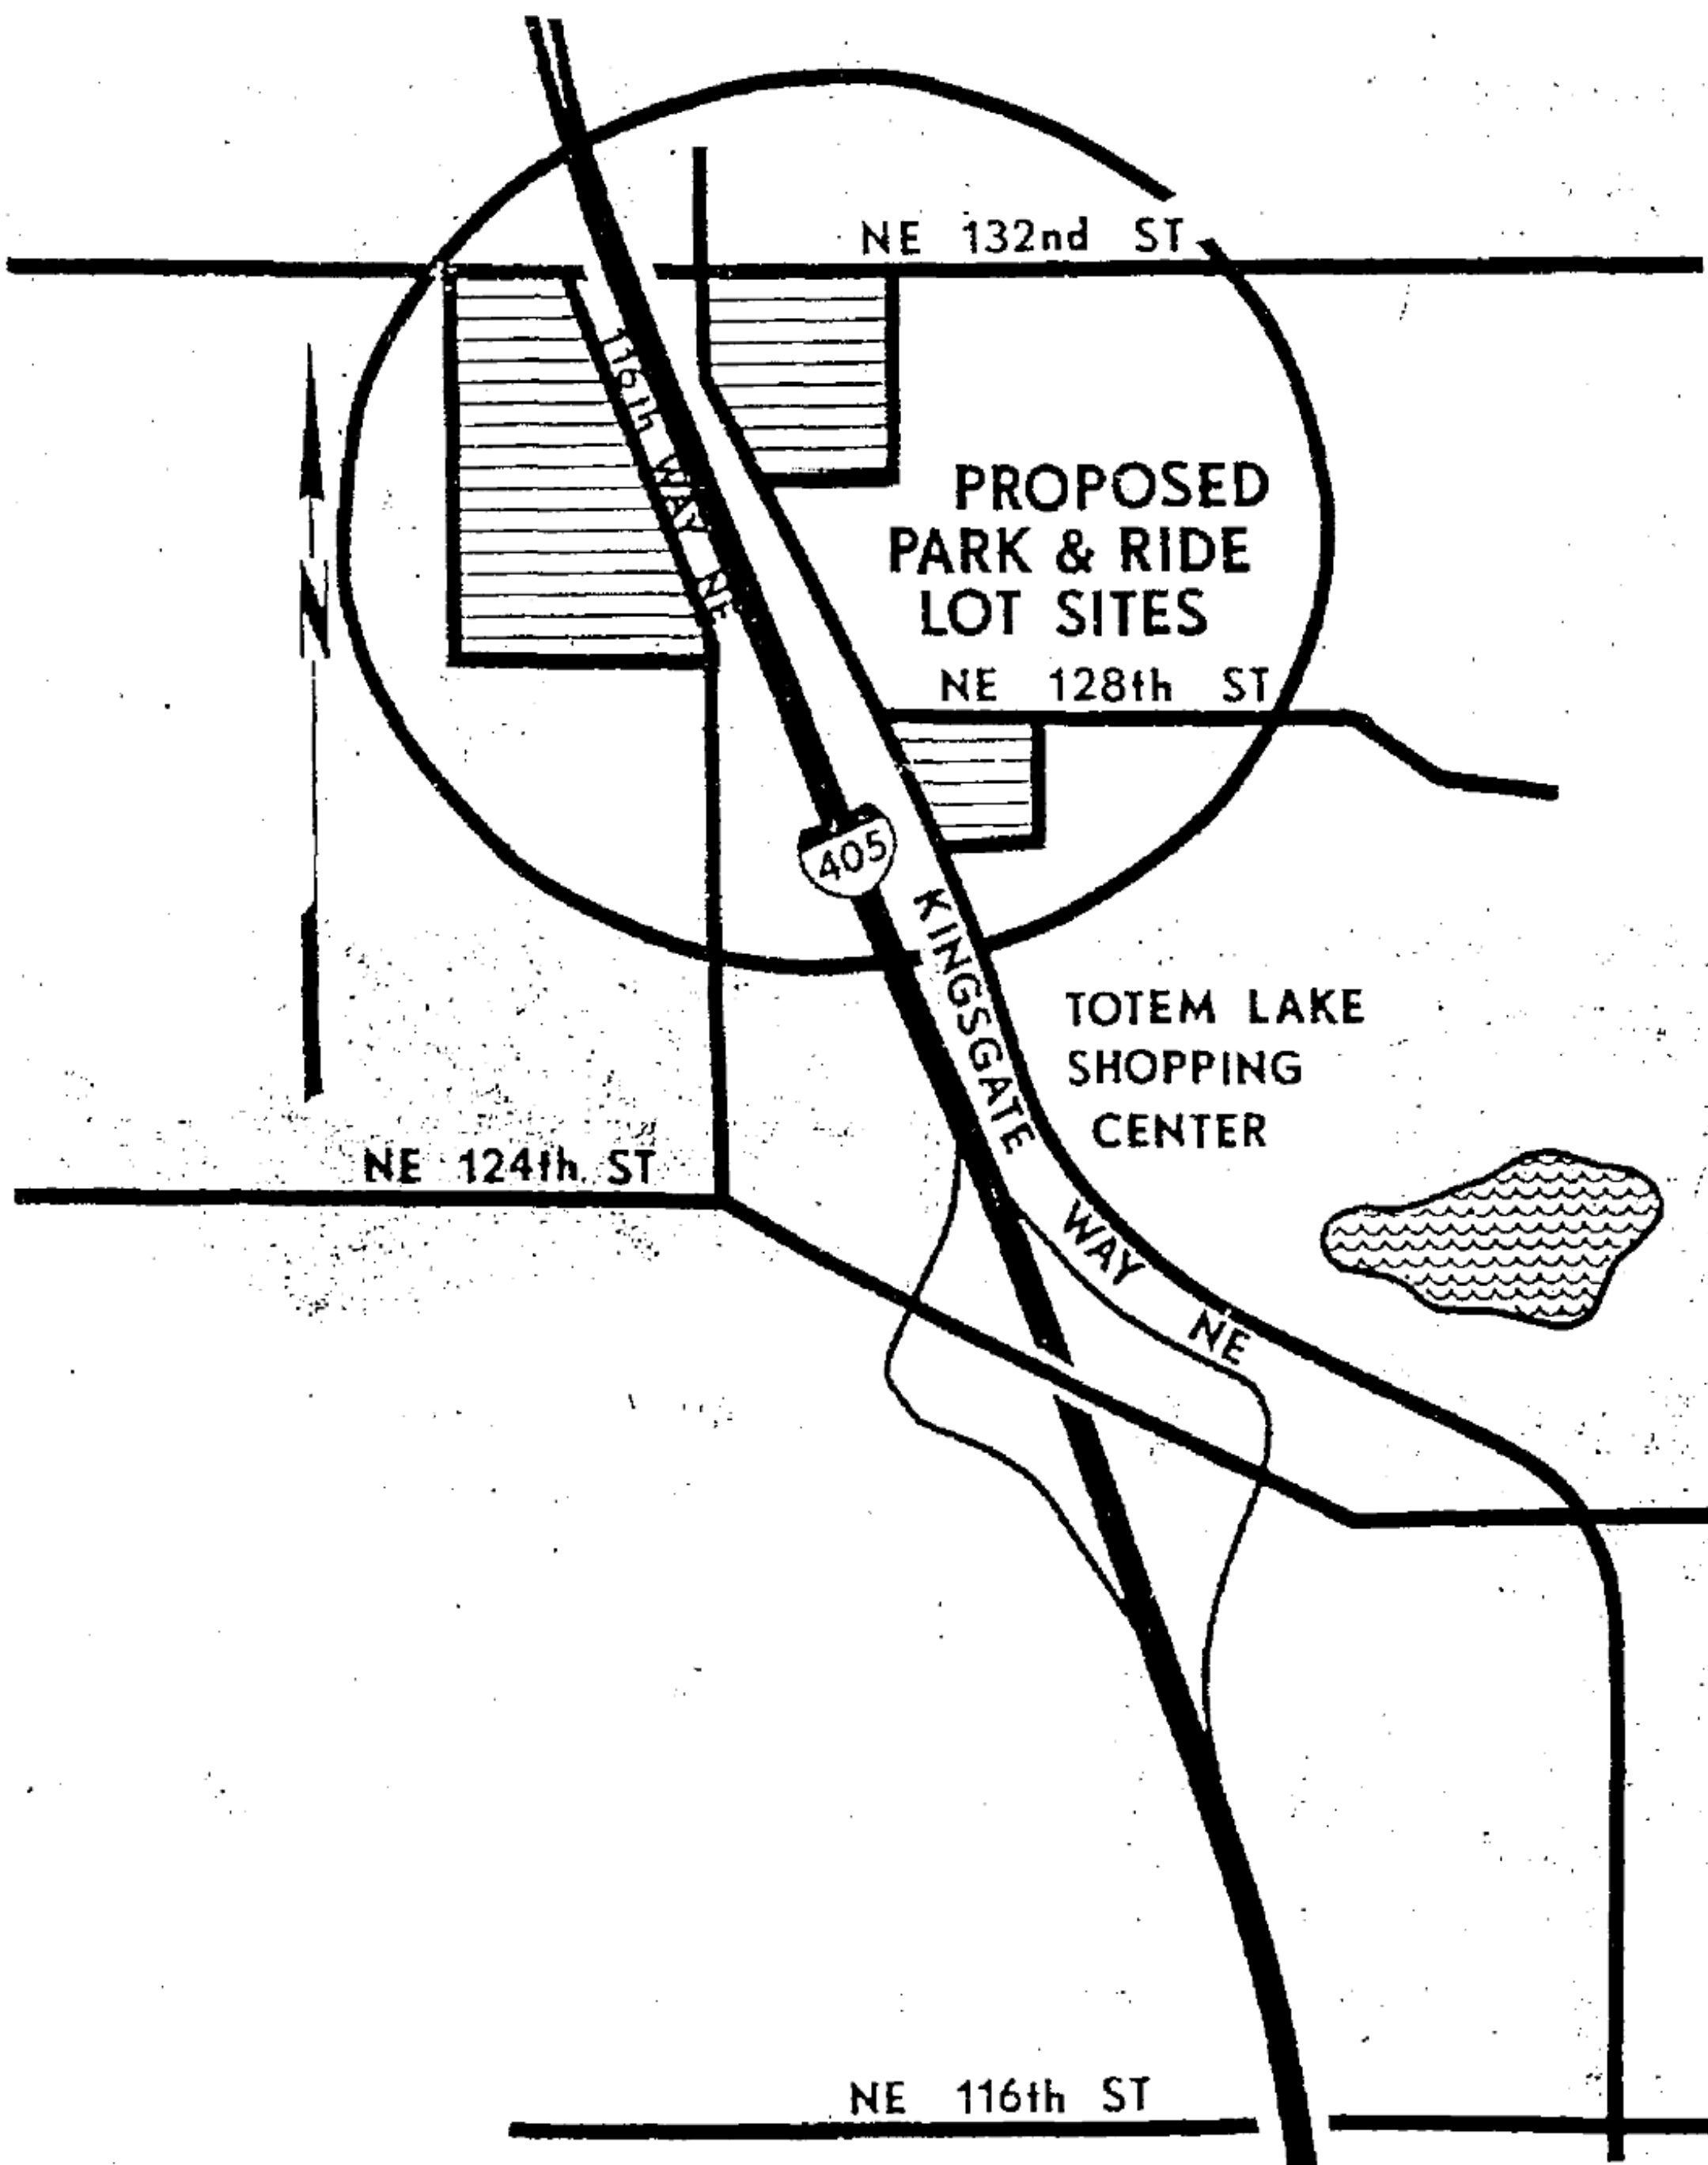 NE 132nd ST
116th WAY NE
N
PROPOSED
PARK & RIDE
LOT SITES
NE 128th ST
405
KINGSGATE WAY NE
TOTEM LAKE
SHOPPING
CENTER
NE 124th ST
NE 116th ST